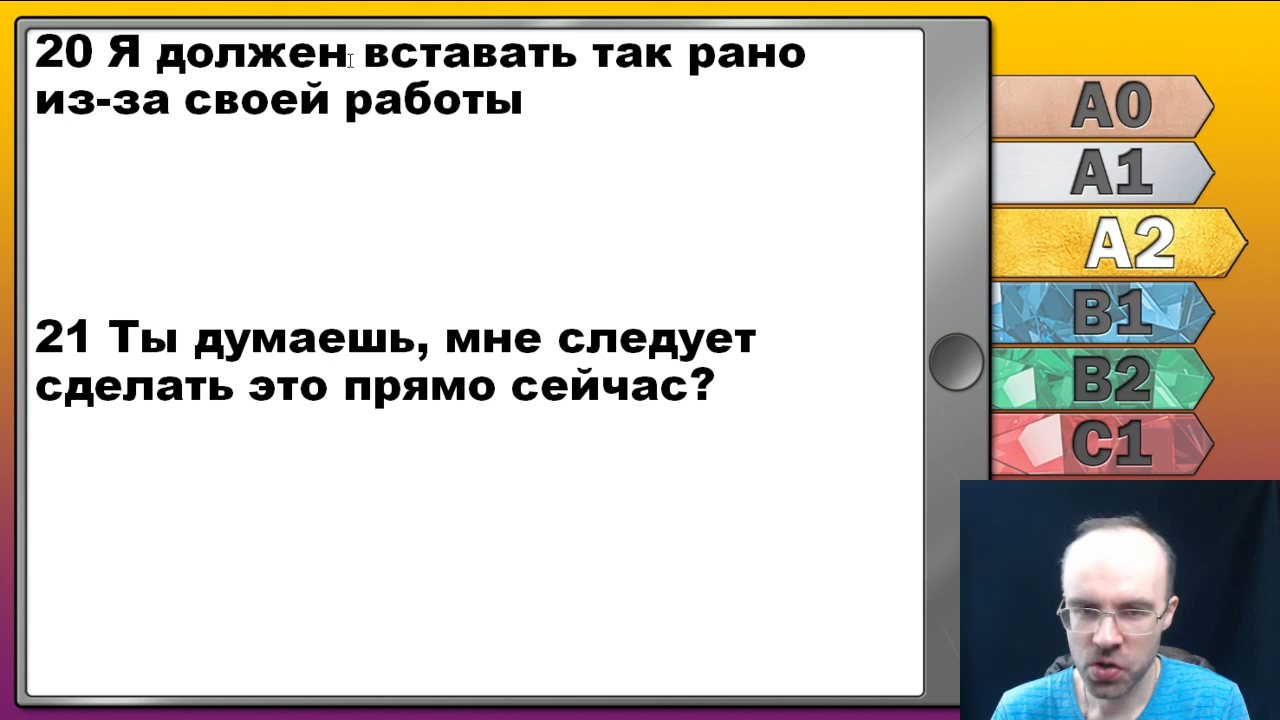 20 Я должен вставать так рано
из-за своей работы
21 Ты думаешь, мне следует
сделать это прямо сейчас?
A0
A1
A2
B1
B2
C1